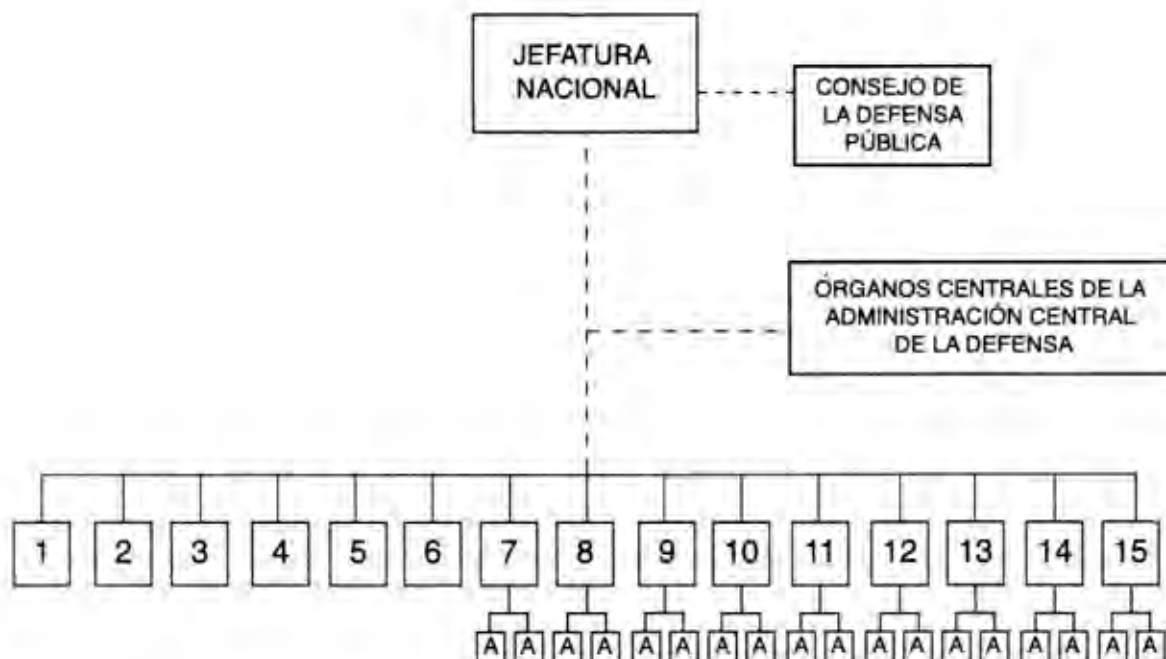 JEFATURA
NACIONAL
CONSEJO DE
LA DEFENSA
PÚBLICA
ÓRGANOS CENTRALES DE LA
ADMINISTRACIÓN CENTRAL
DE LA DEFENSA
1 2 3 4 5 6 7 8 9 10 11 12 13 14 15
A A A A A A A A A A A A A A A A A A